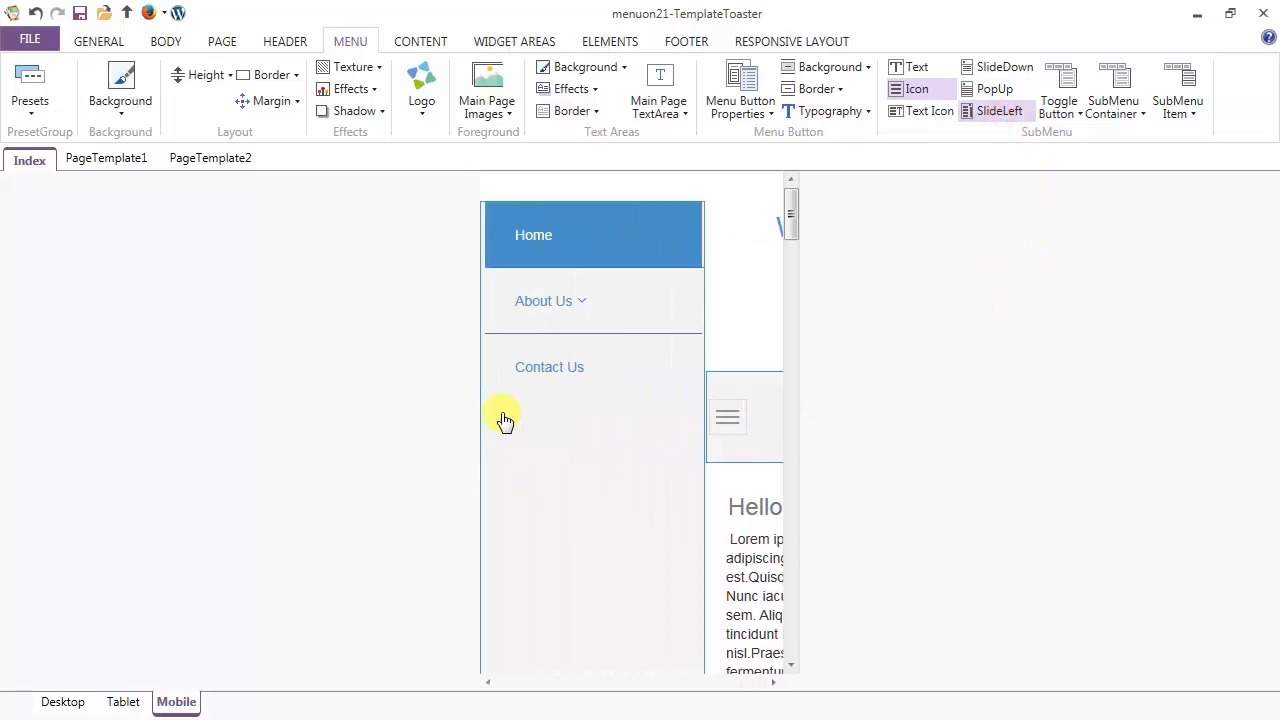 menuon21-TemplateToaster
FILE GENERAL BODY PAGE HEADER MENU CONTENT WIDGET AREAS ELEMENTS FOOTER RESPONSIVE LAYOUT
Presets
PresetGroup
Background
Background
Height Border
Margin
Layout
Texture
Effects
Shadow
Effects
Logo
Main Page
Images
Foreground
Background
Effects
Border
Main Page
TextArea
Text Areas
Menu Button
Properties
Background
Border
Typography
Menu Button
Text
Icon
Text Icon
SlideDown
PopUp
SlideLeft
Toggle
Button
SubMenu
Container
SubMenu
Item
SubMenu
Index PageTemplate1 PageTemplate2
Home
About Us
Contact Us
Hello
Lorem ip
adipiscing
est.Quisq
Nunc iacu
sem. Aliq
tincidunt
nisl.Praes
fermentu
Desktop Tablet Mobile